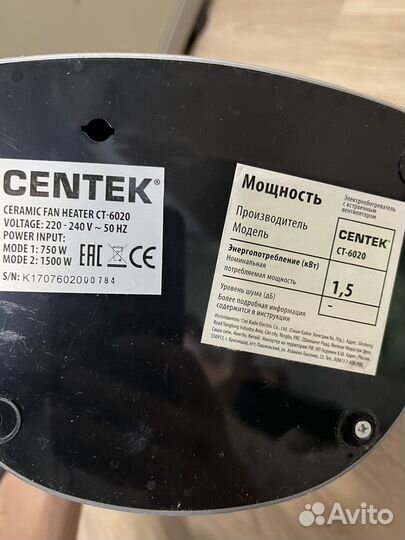 CENTEK®
CERAMIC FAN HEATER CT-6020
VOLTAGE: 220 - 240 V ~ 50 HZ
POWER INPUT:
MODE 1: 750 W
MODE 2: 1500 W
EAC CE
S/N: K1707602000784
Мощность
Электрообогреватель
с встроенным
вентилятором
Производитель
CENTEK®
Модель
CT-6020
Энергопотребление (кВт)
Номинальная
потребляемая мощность
1,5
Уровень шума (дБ)
–
Более подробная информация
содержится в инструкции
Avito